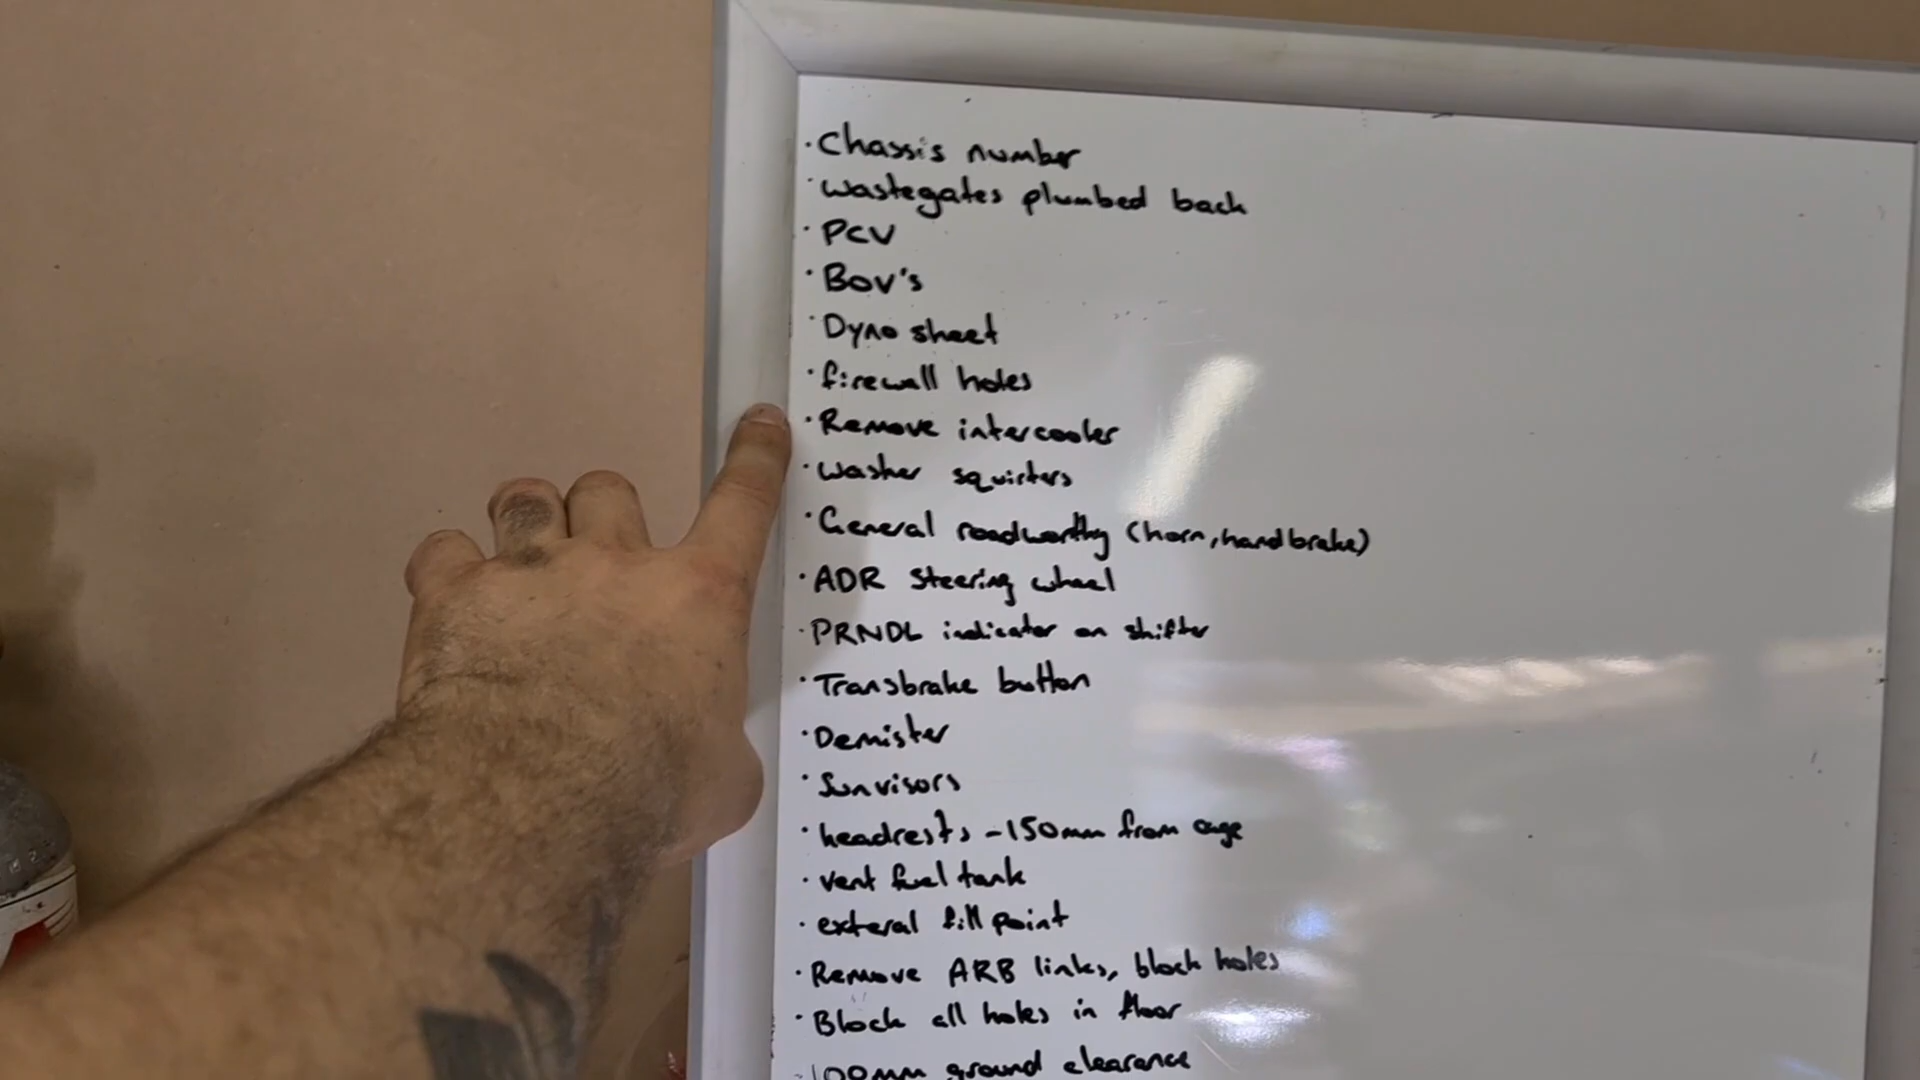 · Chassis number
· wastegates plumbed back
· PCV
· BOV's
· Dyno sheet
· firewall holes
· Remove intercooler
· washer squirters
· General roadworthy (horn, handbrake)
· ADR steering wheel
· PRNDL indicator on shifter
· Transbrake button
· Demister
· Sunvisors
· headrests - 150mm from cage
· vent fuel tank
· exteral fill point
· Remove ARB links, block holes
· Block all holes in floor
· 100mm ground clearance